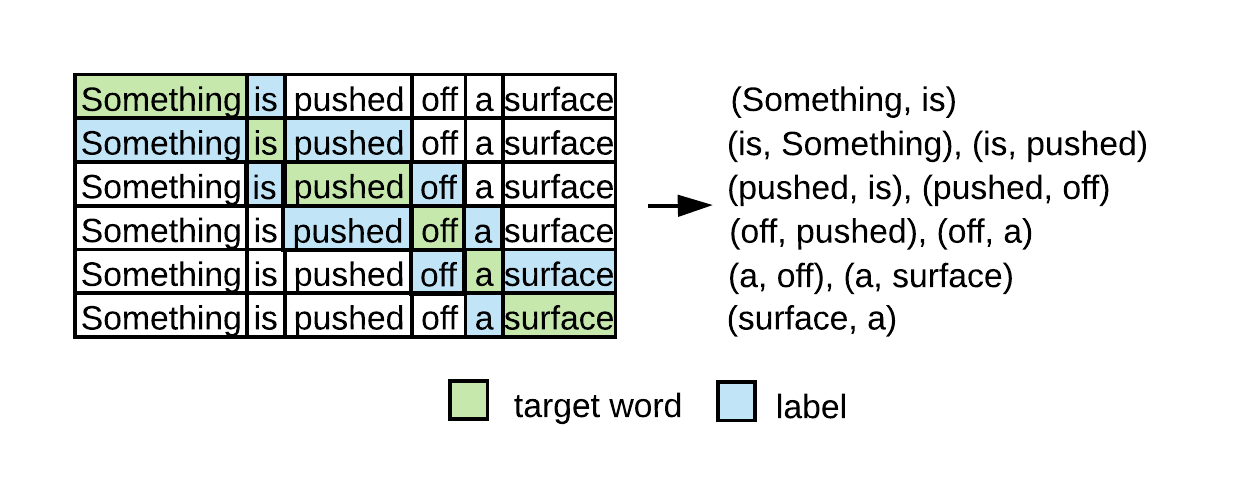 Something is pushed off a surface (Something, is)
Something is pushed off a surface (is, Something), (is, pushed)
Something is pushed off a surface (pushed, is), (pushed, off)
Something is pushed off a surface (off, pushed), (off, a)
Something is pushed off a surface (a, off), (a, surface)
Something is pushed off a surface (surface, a)
target word label